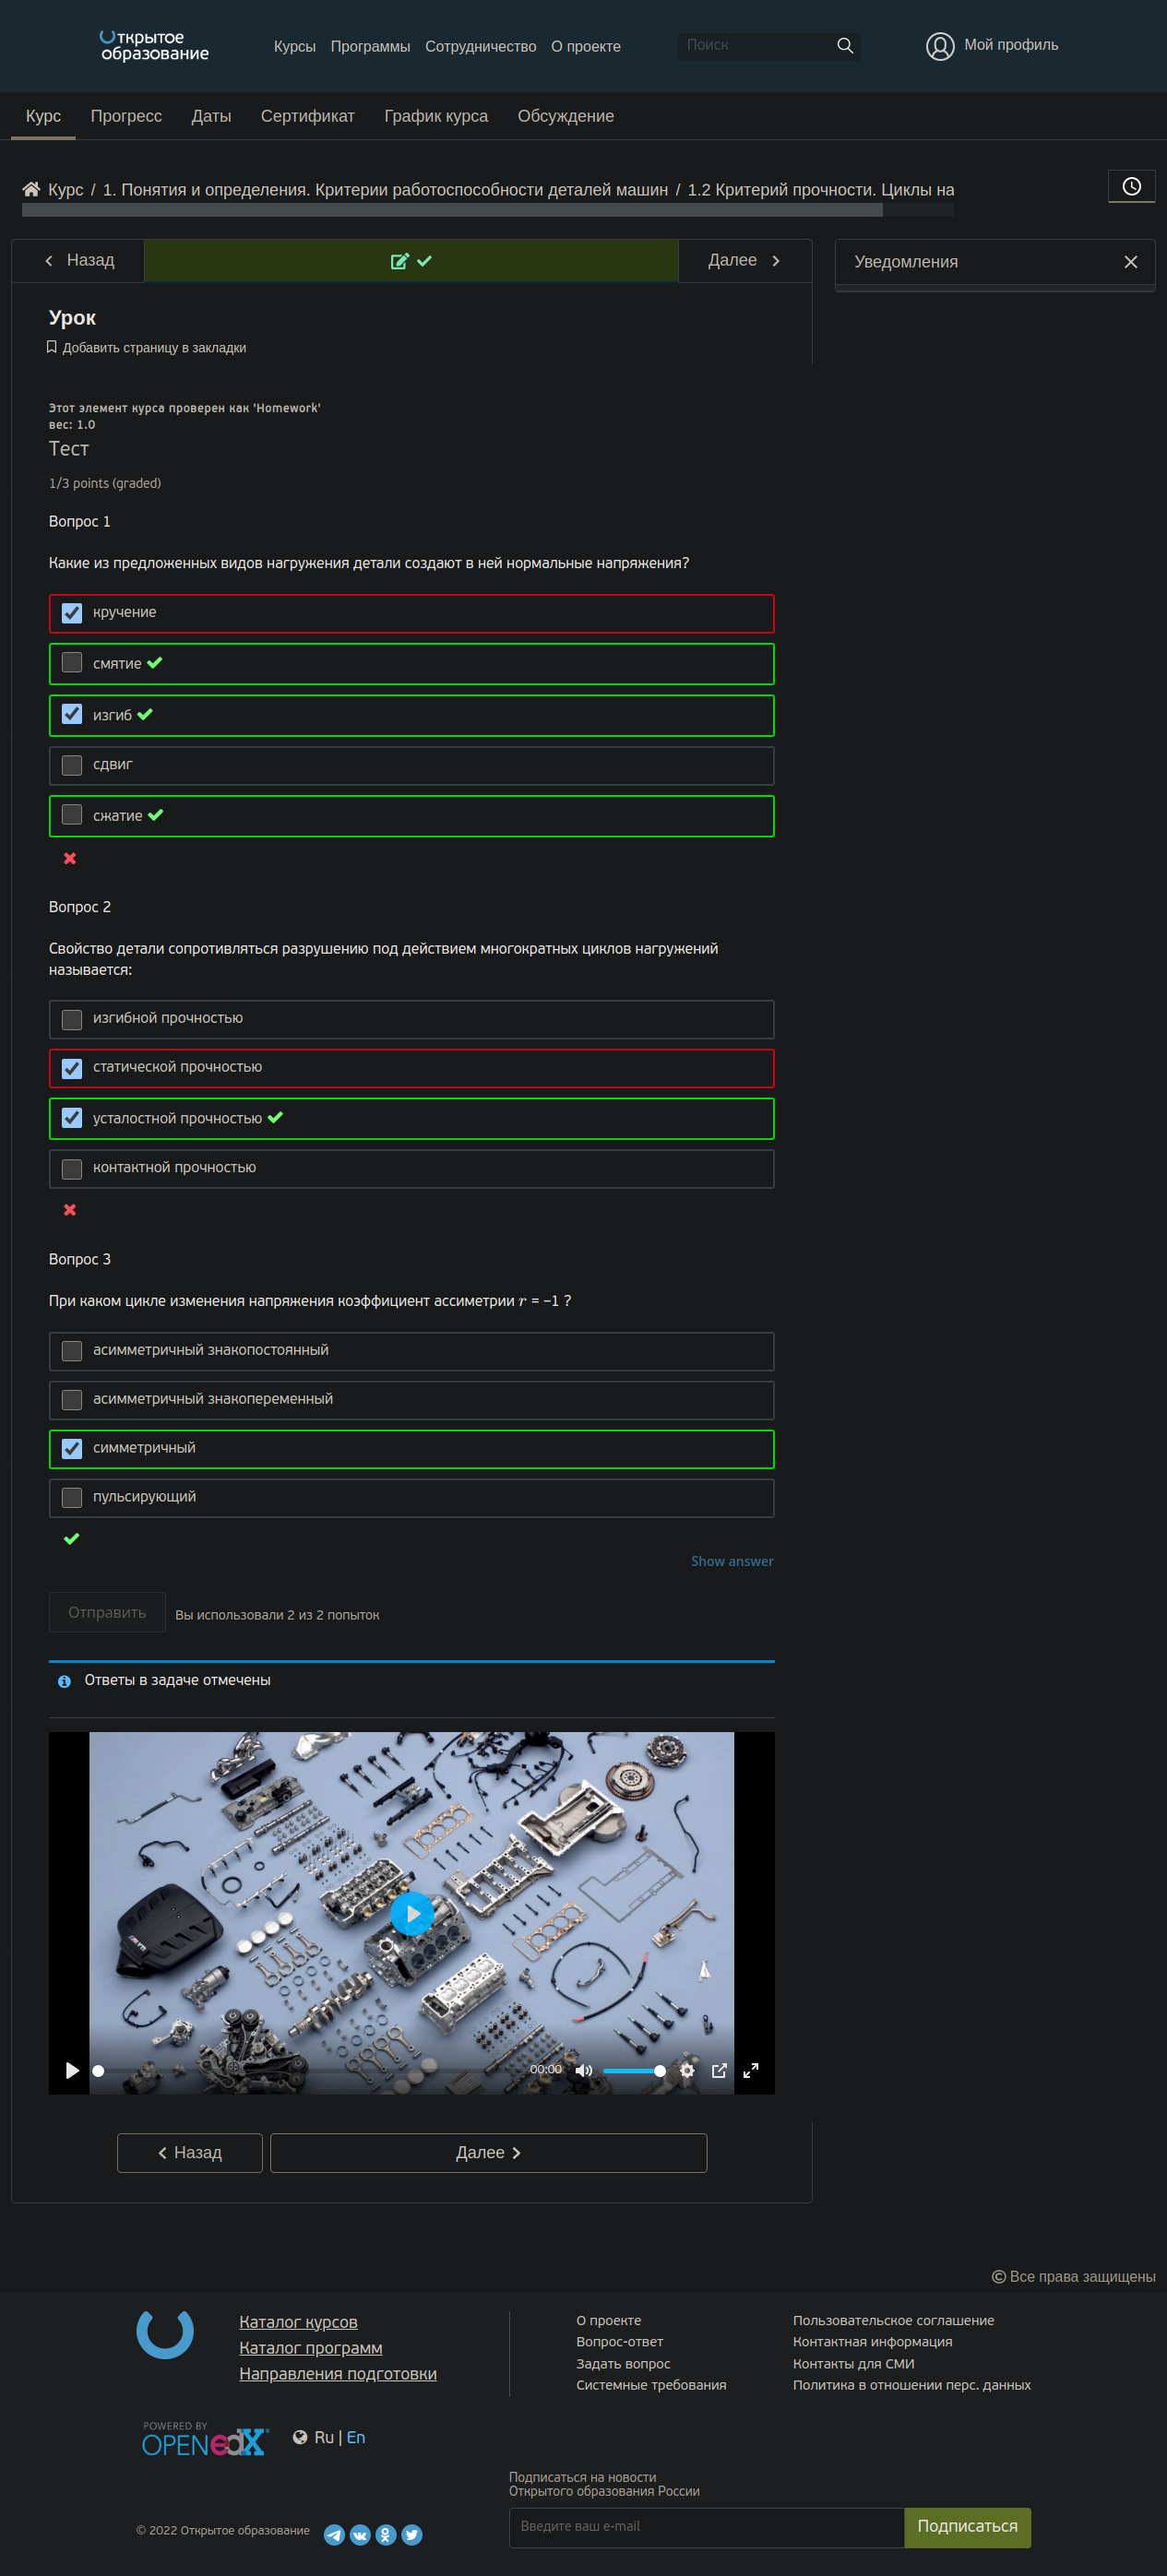 Открытое
образование
Курсы Программы Сотрудничество О проекте
Поиск
Мой профиль
Курс Прогресс Даты Сертификат График курса Обсуждение
Курс / 1. Понятия и определения. Критерии работоспособности деталей машин / 1.2 Критерий прочности. Циклы на
Назад
Далее
Уведомления
Урок
Добавить страницу в закладки
Этот элемент курса проверен как 'Homework'
вес: 1.0
Тест
1/3 points (graded)
Вопрос 1
Какие из предложенных видов нагружения детали создают в ней нормальные напряжения?
кручение
смятие
изгиб
сдвиг
сжатие
Вопрос 2
Свойство детали сопротивляться разрушению под действием многократных циклов нагружений
называется:
изгибной прочностью
статической прочностью
усталостной прочностью
контактной прочностью
Вопрос 3
При каком цикле изменения напряжения коэффициент ассиметрии r = −1 ?
асимметричный знакопостоянный
асимметричный знакопеременный
симметричный
пульсирующий
Show answer
Отправить
Вы использовали 2 из 2 попыток
Ответы в задаче отмечены
00:00
Назад
Далее
© Все права защищены
Каталог курсов
Каталог программ
Направления подготовки
О проекте
Вопрос-ответ
Задать вопрос
Системные требования
Пользовательское соглашение
Контактная информация
Контакты для СМИ
Политика в отношении перс. данных
POWERED BY
OPEN edX
Ru | En
Подписаться на новости
Открытого образования России
© 2022 Открытое образование
Введите ваш e-mail
Подписаться